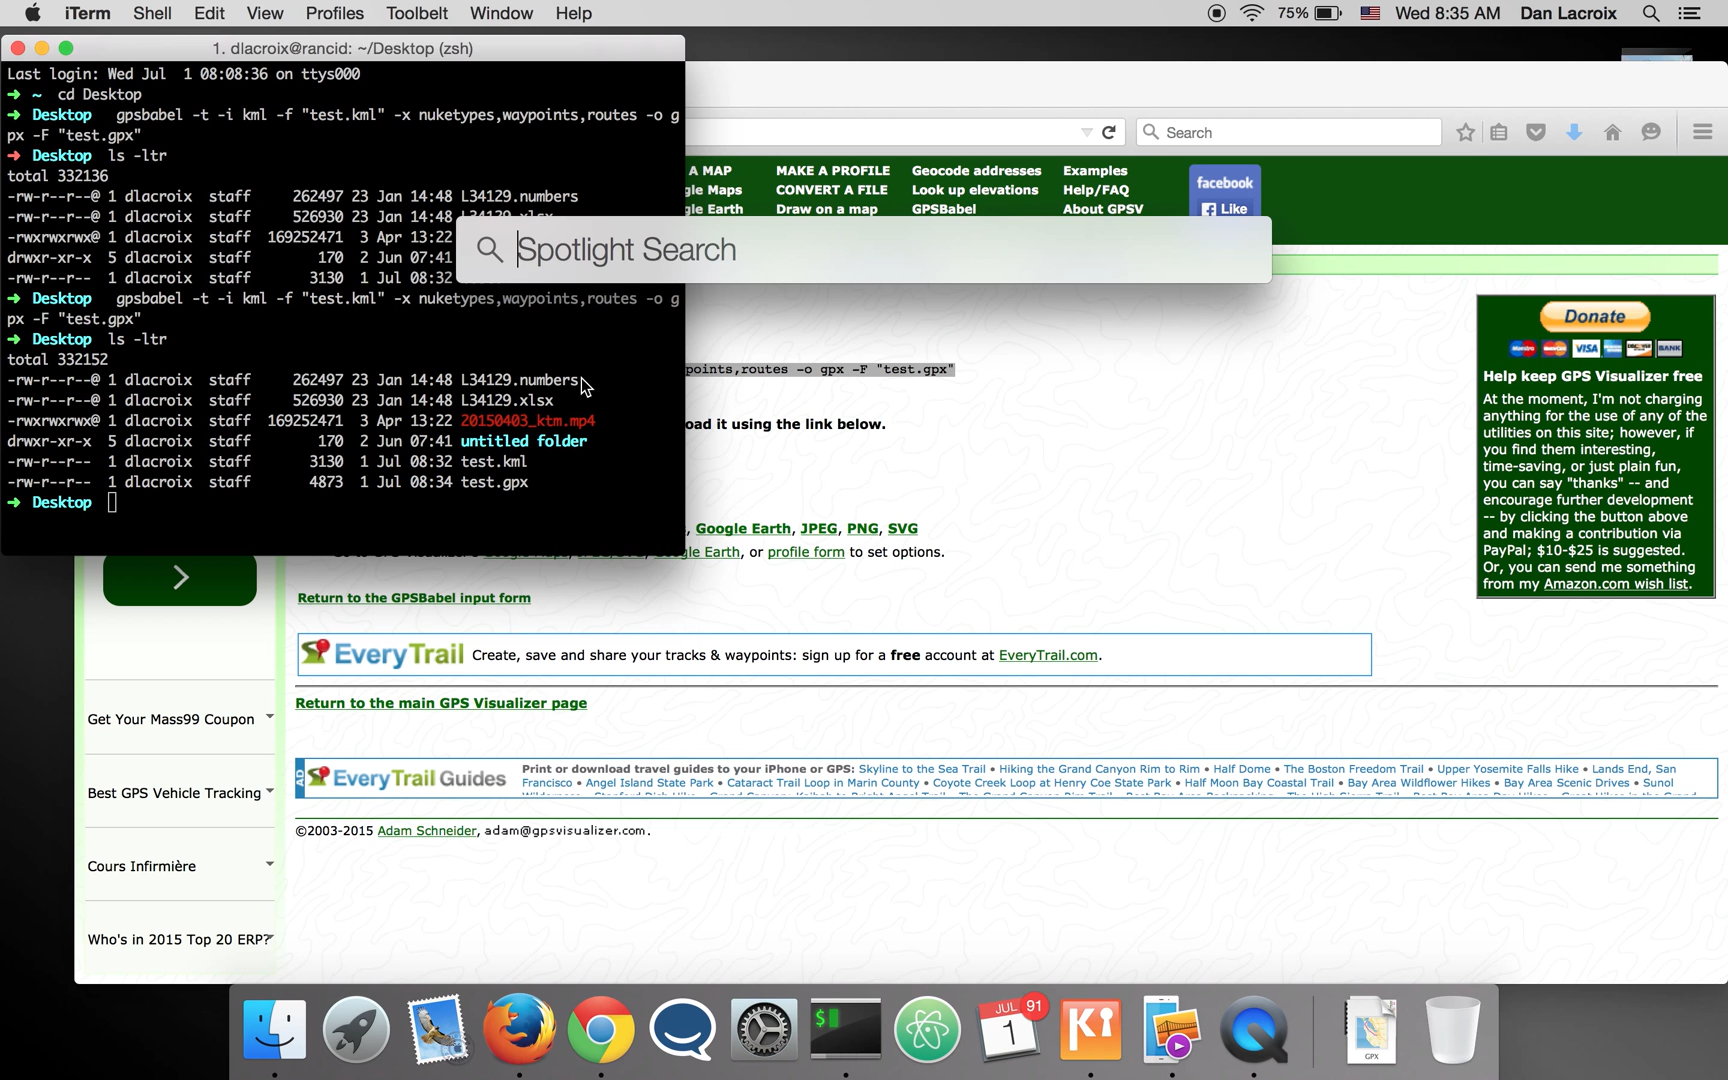 iTerm Shell Edit View Profiles Toolbelt Window Help 75% Wed 8:35 AM Dan Lacroix
1. dlacroix@rancid: ~/Desktop (zsh)
Last login: Wed Jul  1 08:08:36 on ttys000
➜ ~ cd Desktop
➜ Desktop gpsbabel -t -i kml -f "test.kml" -x nuketypes,waypoints,routes -o g
px -F "test.gpx"
➜ Desktop ls -ltr
total 332136
-rw-r--r--@ 1 dlacroix staff 262497 23 Jan 14:48 L34129.numbers
-rw-r--r--@ 1 dlacroix staff 526930 23 Jan 14:48 L34129.xlsx
-rwxrwxrwx@ 1 dlacroix staff 169252471 3 Apr 13:22
drwxr-xr-x 5 dlacroix staff 170 2 Jun 07:41
-rw-r--r-- 1 dlacroix staff 3130 1 Jul 08:32
➜ Desktop gpsbabel -t -i kml -f "test.kml" -x nuketypes,waypoints,routes -o g
px -F "test.gpx"
➜ Desktop ls -ltr
total 332152
-rw-r--r--@ 1 dlacroix staff 262497 23 Jan 14:48 L34129.numbers
-rw-r--r--@ 1 dlacroix staff 526930 23 Jan 14:48 L34129.xlsx
-rwxrwxrwx@ 1 dlacroix staff 169252471 3 Apr 13:22 20150403_ktm.mp4
drwxr-xr-x 5 dlacroix staff 170 2 Jun 07:41 untitled folder
-rw-r--r-- 1 dlacroix staff 3130 1 Jul 08:32 test.kml
-rw-r--r-- 1 dlacroix staff 4873 1 Jul 08:34 test.gpx
➜ Desktop
Spotlight Search
Search
A MAP MAKE A PROFILE Geocode addresses Examples facebook
gle Maps CONVERT A FILE Look up elevations Help/FAQ
gle Earth Draw on a map GPSBabel About GPSV Like
points,routes -o gpx -F "test.gpx"
oad it using the link below.
, Google Earth, JPEG, PNG, SVG
gle Earth, or profile form to set options.
Return to the GPSBabel input form
EveryTrail Create, save and share your tracks & waypoints: sign up for a free account at EveryTrail.com.
Return to the main GPS Visualizer page
AD EveryTrail Guides Print or download travel guides to your iPhone or GPS: Skyline to the Sea Trail • Hiking the Grand Canyon Rim to Rim • Half Dome • The Boston Freedom Trail • Upper Yosemite Falls Hike • Lands End, San
Francisco • Angel Island State Park • Cataract Trail Loop in Marin County • Coyote Creek Loop at Henry Coe State Park • Half Moon Bay Coastal Trail • Bay Area Wildflower Hikes • Bay Area Scenic Drives • Sunol
©2003-2015 Adam Schneider, adam@gpsvisualizer.com.
Donate
VISA BANK
Help keep GPS Visualizer free
At the moment, I'm not charging
anything for the use of any of the
utilities on this site; however, if
you find them interesting,
time-saving, or just plain fun,
you can say "thanks" -- and
encourage further development
-- by clicking the button above
and making a contribution via
PayPal; $10-$25 is suggested.
Or, you can send me something
from my Amazon.com wish list.
Get Your Mass99 Coupon
Best GPS Vehicle Tracking
Cours Infirmière
Who's in 2015 Top 20 ERP?
$
JUL 91
1
Ki
GPX